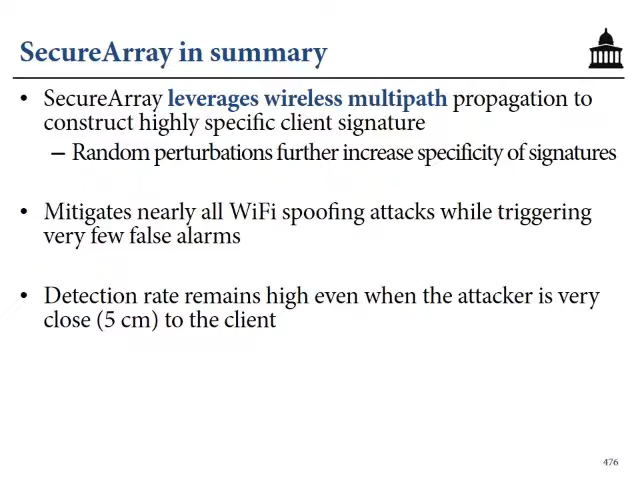 SecureArray in summary
• SecureArray leverages wireless multipath propagation to
construct highly specific client signature
– Random perturbations further increase specificity of signatures
• Mitigates nearly all WiFi spoofing attacks while triggering
very few false alarms
• Detection rate remains high even when the attacker is very
close (5 cm) to the client
476